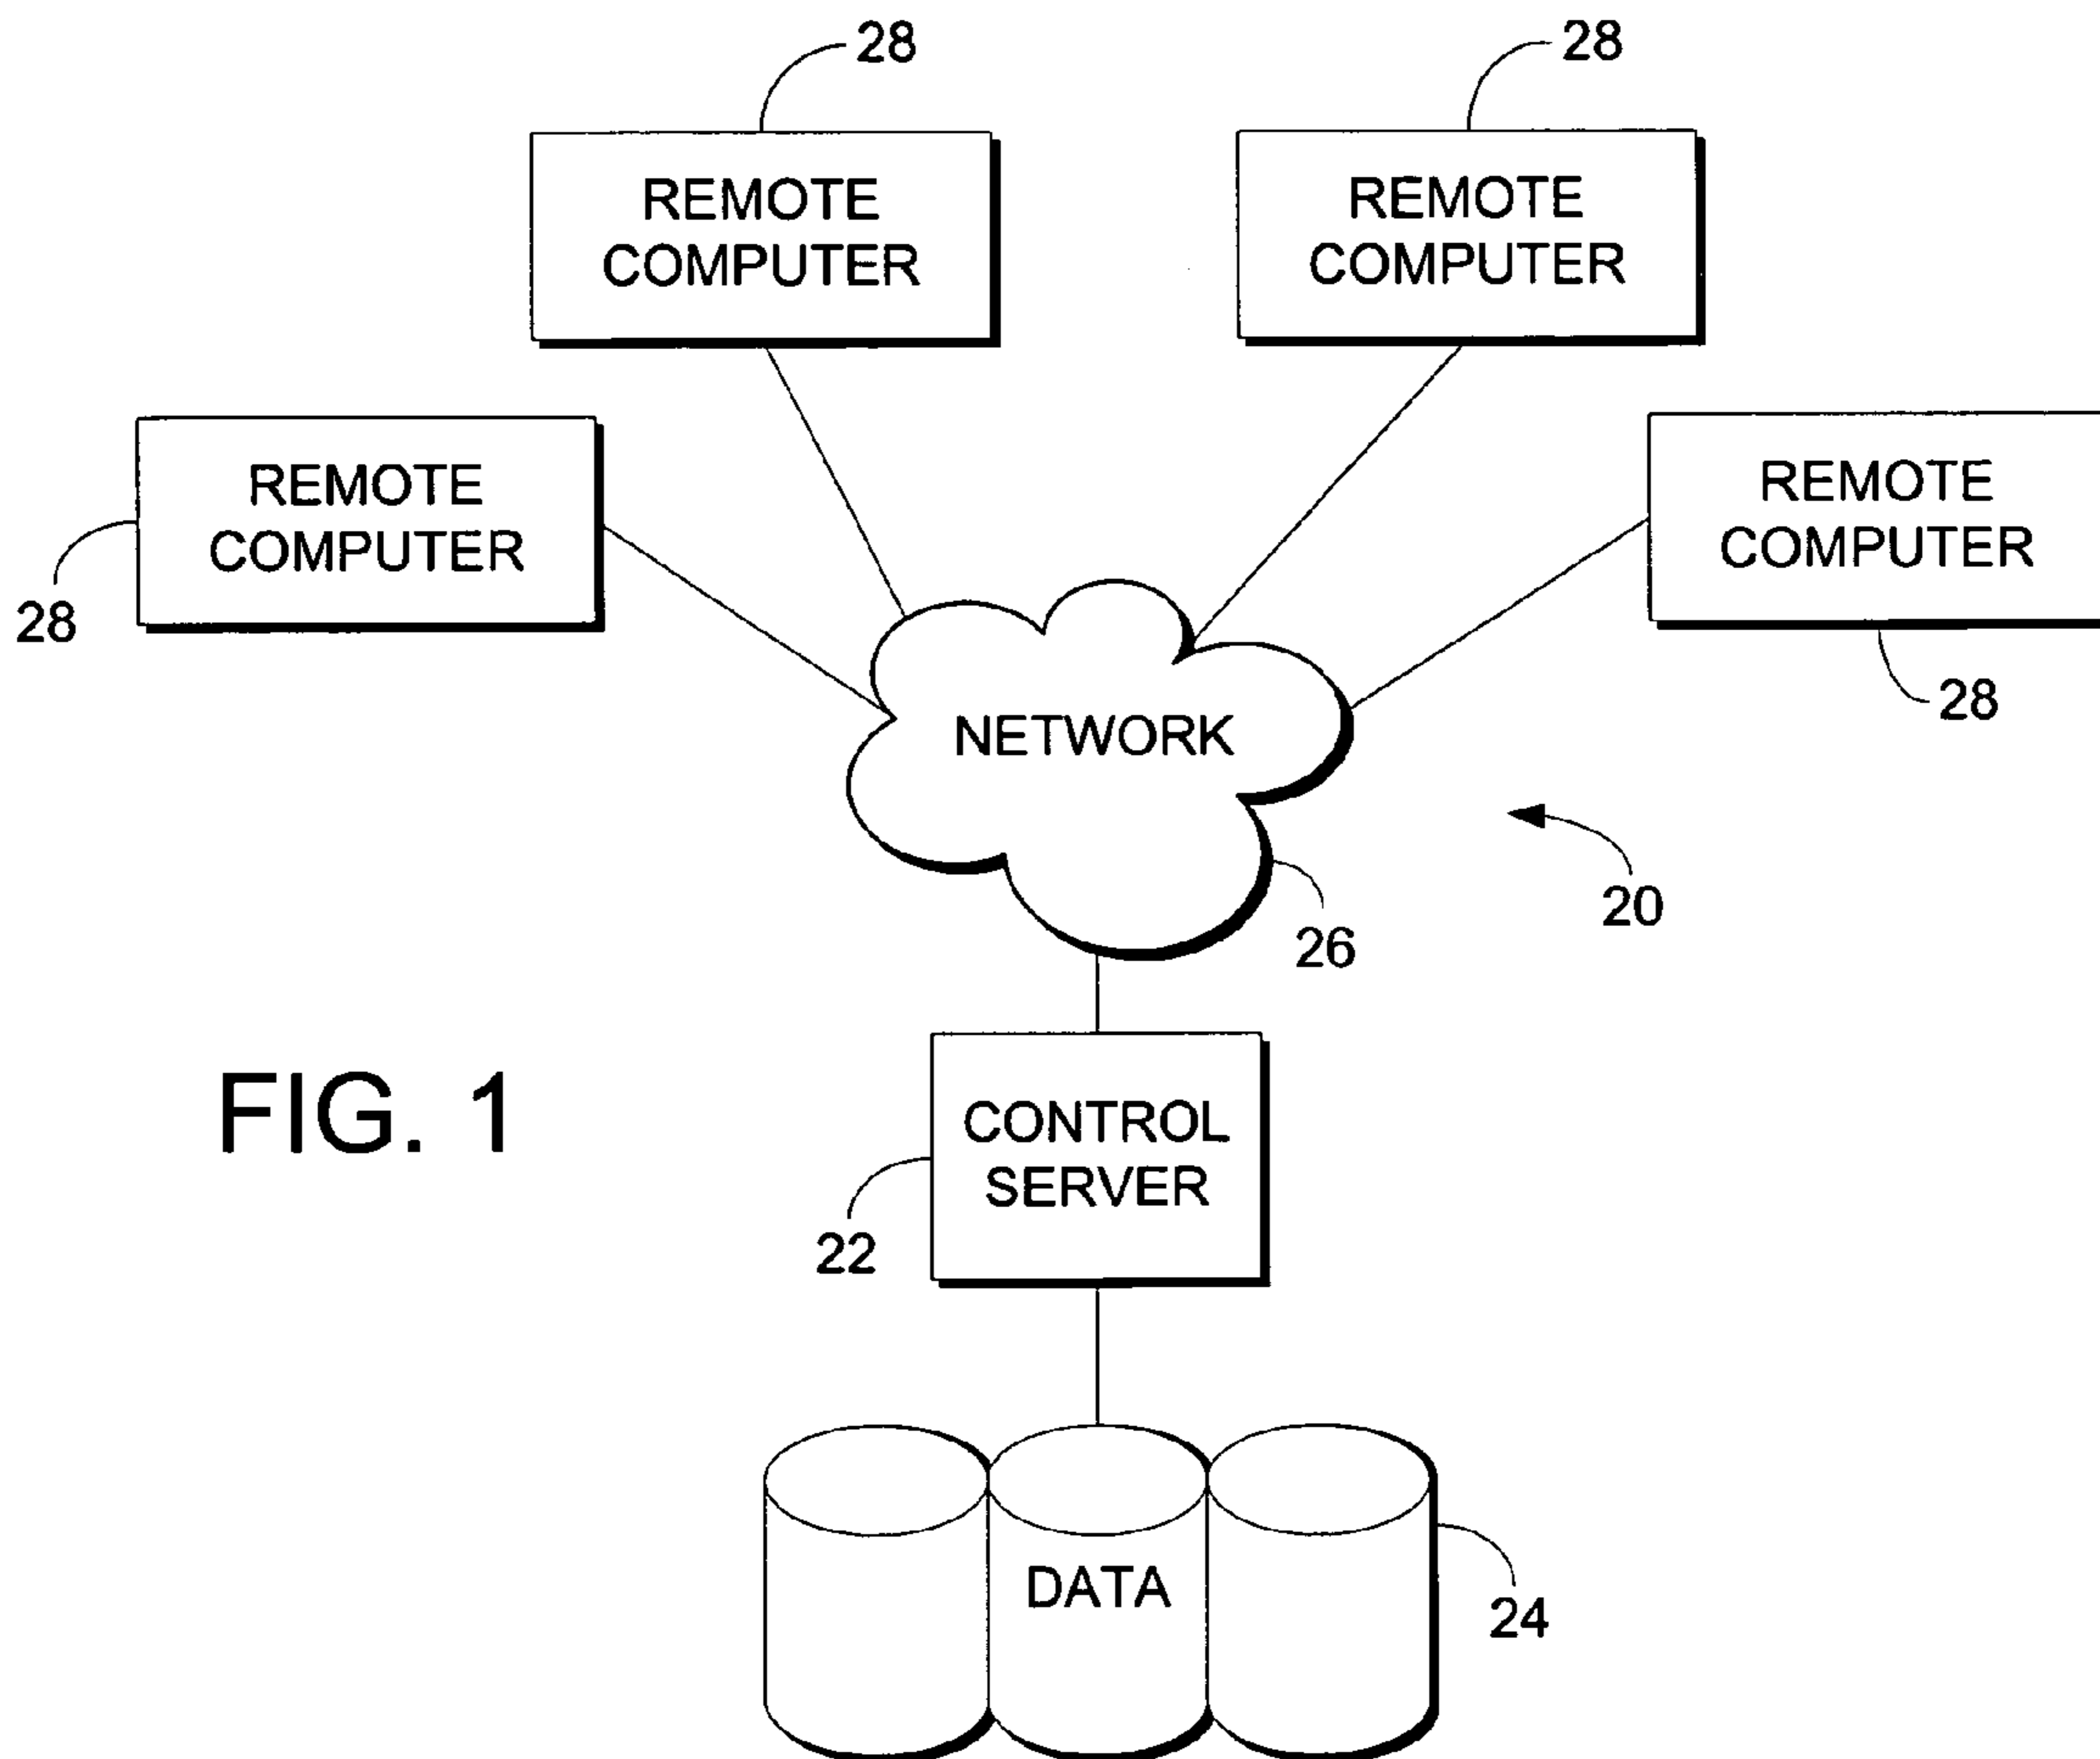 28
28
REMOTE
COMPUTER
REMOTE
COMPUTER
REMOTE
COMPUTER
REMOTE
COMPUTER
28
28
NETWORK
20
26
FIG. 1
CONTROL
SERVER
22
DATA
24